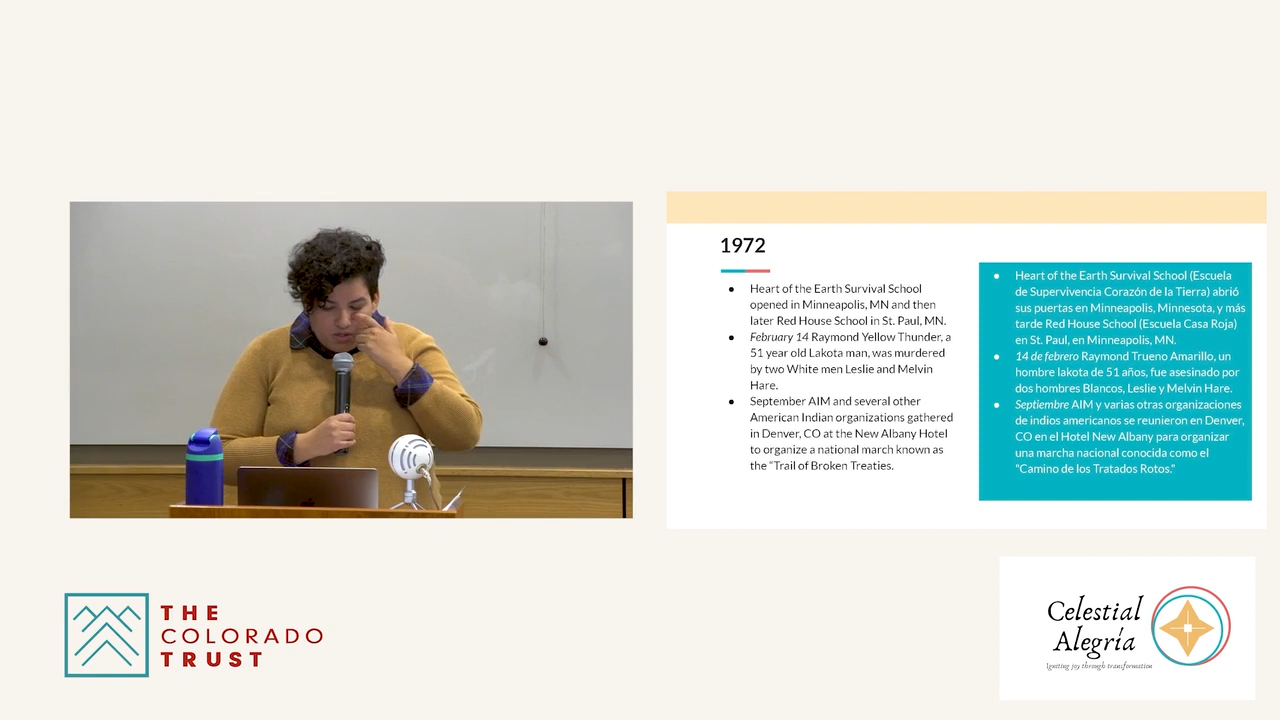 1972
Heart of the Earth Survival School
opened in Minneapolis, MN and then
later Red House School in St. Paul, MN.
February 14 Raymond Yellow Thunder, a
51 year old Lakota man, was murdered
by two White men Leslie and Melvin
Hare.
September AIM and several other
American Indian organizations gathered
in Denver, CO at the New Albany Hotel
to organize a national march known as
the "Trail of Broken Treaties.
Heart of the Earth Survival School (Escuela
de Supervivencia Corazón de la Tierra) abrió
sus puertas en Minneapolis, Minnesota, y más
tarde Red House School (Escuela Casa Roja)
en St. Paul, en Minneapolis, MN.
14 de febrero Raymond Trueno Amarillo, un
hombre lakota de 51 años, fue asesinado por
dos hombres Blancos, Leslie y Melvin Hare.
Septiembre AIM y varias otras organizaciones
de indios americanos se reunieron en Denver,
CO en el Hotel New Albany para organizar
una marcha nacional conocida como el
"Camino de los Tratados Rotos."
THE
COLORADO
TRUST
Celestial
Alegría
Igniting joy through transformation